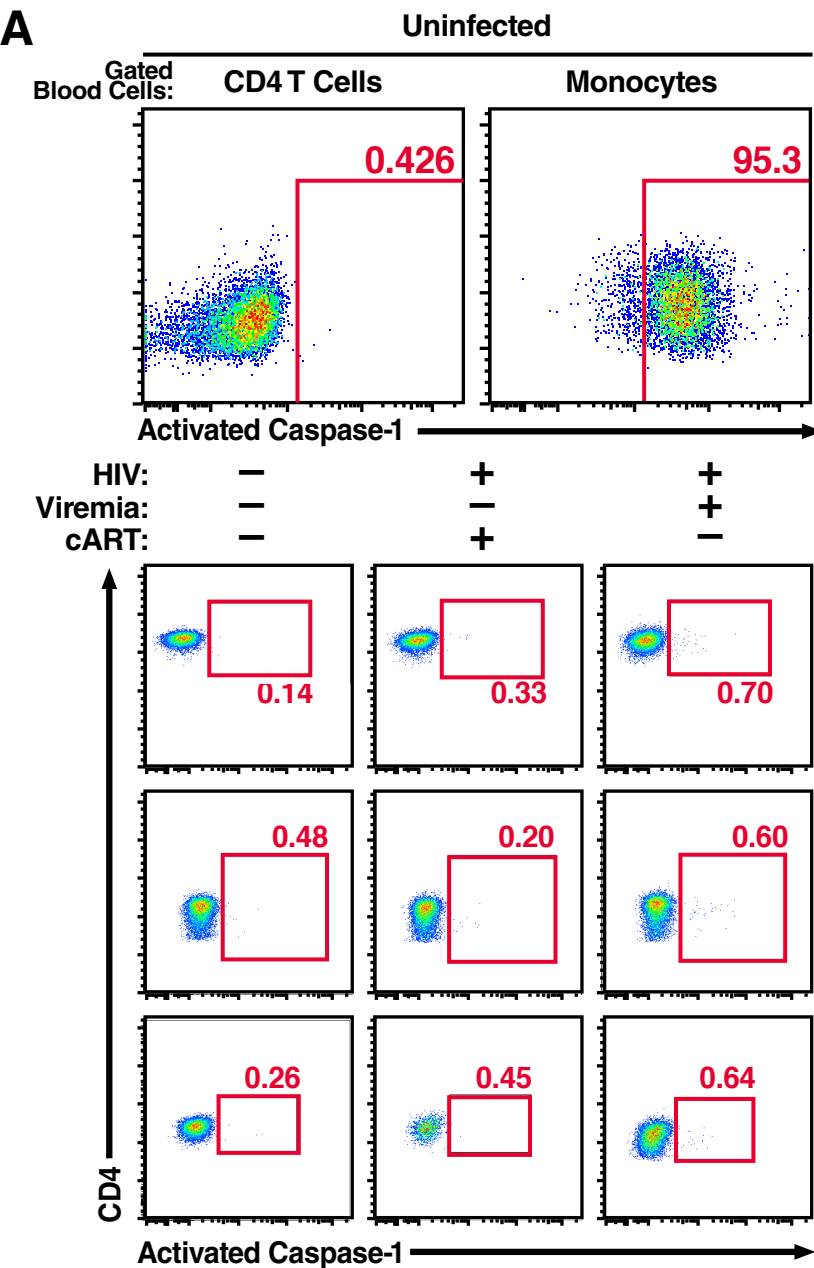 A
Uninfected
Gated
Blood Cells:
CD4 T Cells
Monocytes
0.426
95.3
Activated Caspase-1
HIV: − + +
Viremia: − − +
cART: − + −
0.14
0.33
0.70
0.48
0.20
0.60
0.26
0.45
0.64
CD4
Activated Caspase-1